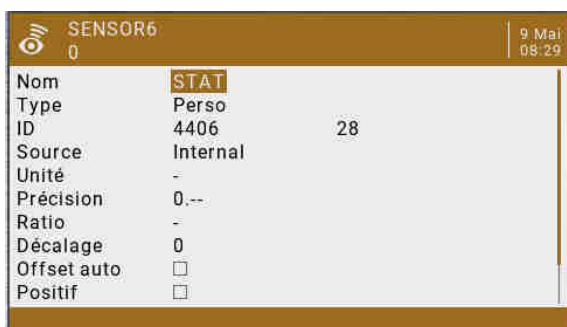 SENSOR6
0
9 Mai
08:29
Nom STAT
Type Perso
ID 4406 28
Source Internal
Unité -
Précision 0.--
Ratio -
Décalage 0
Offset auto
Positif